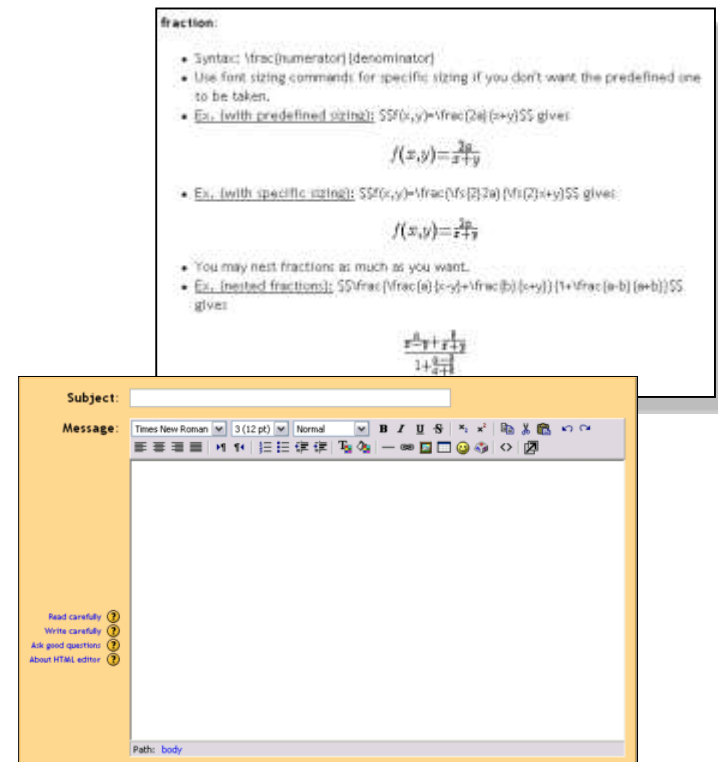 fraction:
• Syntax: \frac{numerator}{denominator}
• Use font sizing commands for specific sizing if you don't want the predefined one
to be taken.
• Ex. (with predefined sizing): $$f(x,y)=\frac{2a}{x+y}$$ gives
f(x,y)=2a/x+y
• Ex. (with specific sizing): $$f(x,y)=\frac{\fs{2}2a}{\fs{2}x+y}$$ gives
f(x,y)=2a/x+y
• You may nest fractions as much as you want.
• Ex. (nested fractions): $$\frac{\frac{a}{x-y}+\frac{b}{x+y}}{1+\frac{a-b}{a+b}}$$
gives
Subject:
Message:
Times New Roman 3 (12 pt) Normal B I U S
Read carefully
Write carefully
Ask good questions
About HTML editor
Path: body